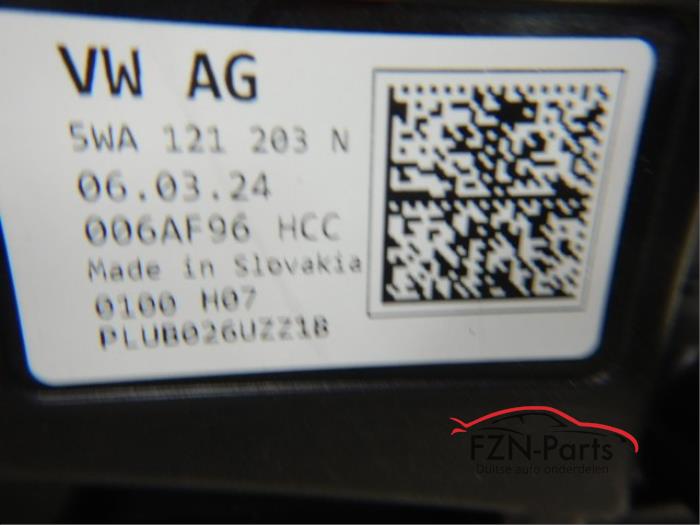 VW AG
5WA 121 203 N
06.03.24
006AF96 HCC
Made in Slovakia
0100 H07
PLUB026UZZ18
FZN-Parts
Duitse auto onderdelen